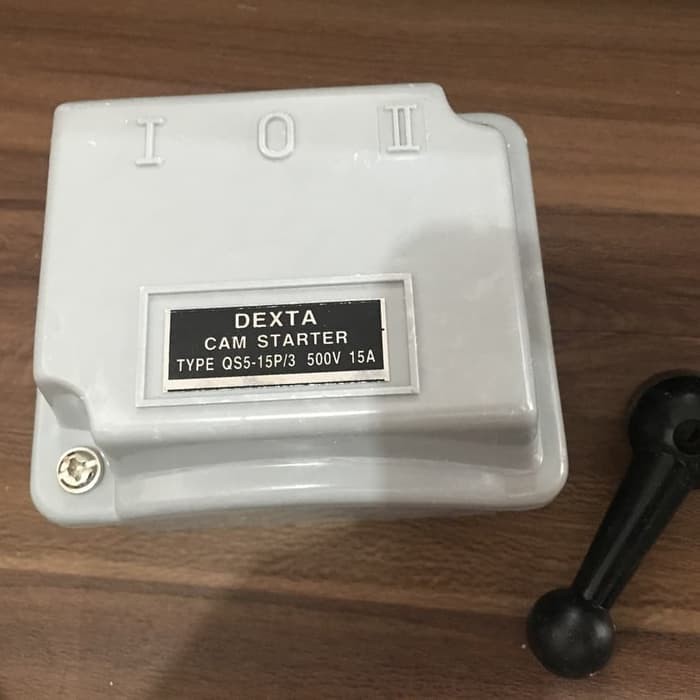 I O II
DEXTA
CAM STARTER
TYPE QS5-15P/3 500V 15A